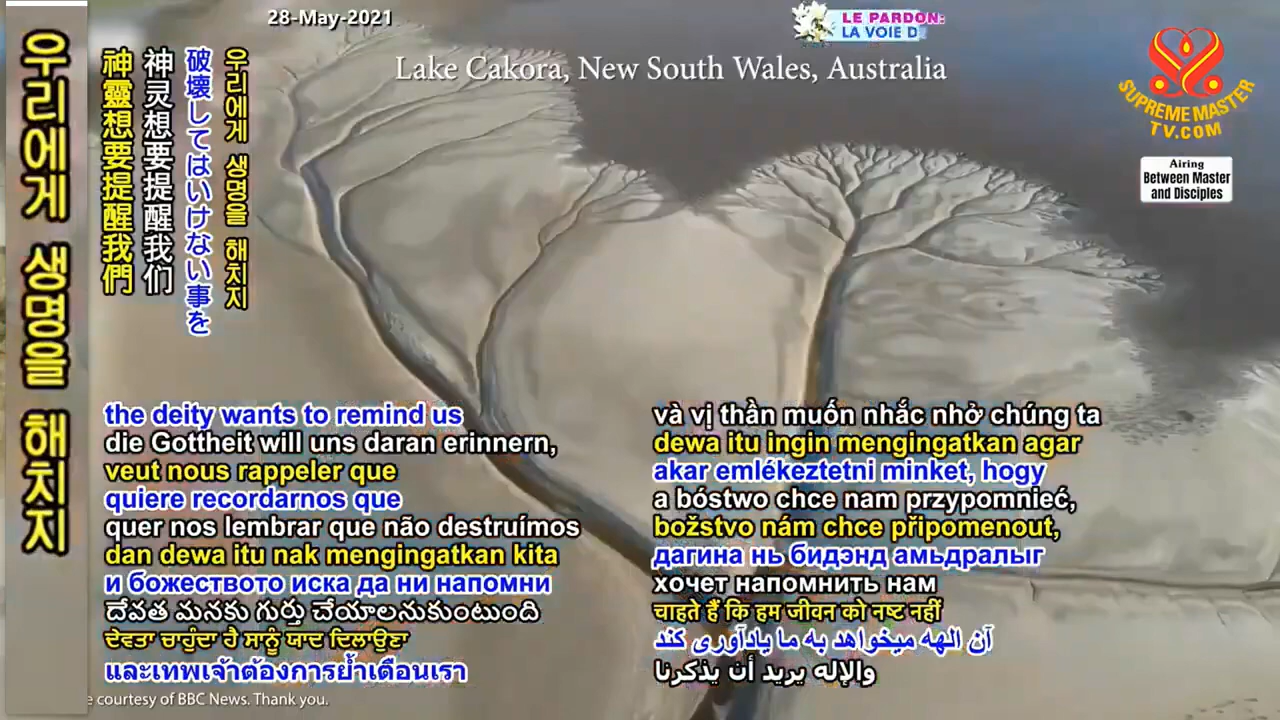 28-May-2021
LE PARDON:
LA VOIE D
Lake Cakora, New South Wales, Australia
SUPREME MASTER
TV.COM
Airing
Between Master
and Disciples
우리에게 생명을 해치지
神靈想要提醒我們
神灵想要提醒我们
破壊してはいけない事を
우리에게 생명을 해치지
the deity wants to remind us
die Gottheit will uns daran erinnern,
veut nous rappeler que
quiere recordarnos que
quer nos lembrar que não destruímos
dan dewa itu nak mengingatkan kita
и божеството иска да ни напомни
దేవత మనకు గుర్తు చేయాలనుకుంటుంది
ਦੇਵਤਾ ਚਾਹੁੰਦਾ ਹੈ ਸਾਨੂੰ ਯਾਦ ਦਿਲਾਉਣਾ
และเทพเจ้าต้องการย้ำเตือนเรา
và vị thần muốn nhắc nhở chúng ta
dewa itu ingin mengingatkan agar
akar emlékeztetni minket, hogy
a bóstwo chce nam przypomnieć,
božstvo nám chce připomenout,
дагина нь бидэнд амьдралыг
хочет напомнить нам
चाहते हैं कि हम जीवन को नष्ट नहीं
آن الهه میخواهد به ما یادآوری کند
والإله يريد أن يذكرنا
e courtesy of BBC News. Thank you.